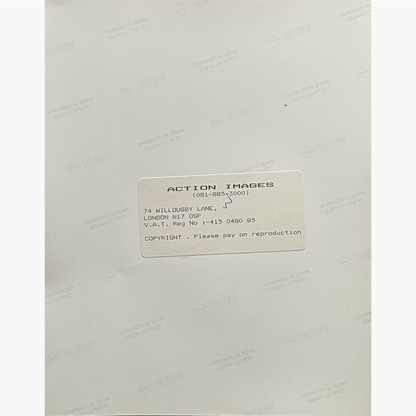 ACTION IMAGES
(081-885-3000)
74 WILLOUGBY LANE,
LONDON N17 0SP
V.A.T. Reg No :-415 0480 85
COPYRIGHT . Please pay on reproduction